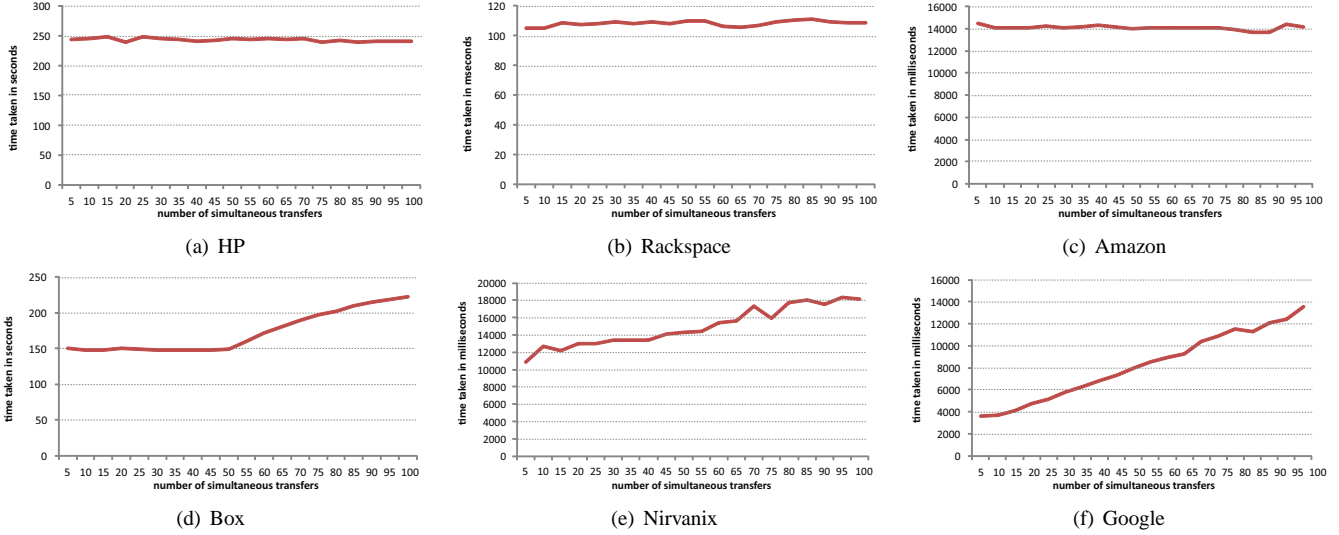 300
250
200
150
100
50
0
time taken in seconds
5 10 15 20 25 30 35 40 45 50 55 60 65 70 75 80 85 90 95 100
number of simultaneous transfers
(a) HP
120
100
80
60
40
20
0
time taken in mseconds
5 10 15 20 25 30 35 40 45 50 55 60 65 70 75 80 85 90 95 100
number of simultaneous transfers
(b) Rackspace
16000
14000
12000
10000
8000
6000
4000
2000
0
time taken in milliseconds
5 10 15 20 25 30 35 40 45 50 55 60 65 70 75 80 85 90 95 100
number of simultaneous transfers
(c) Amazon
250
200
150
100
50
0
time taken in seconds
5 10 15 20 25 30 35 40 45 50 55 60 65 70 75 80 85 90 95 100
number of simultaneous transfers
(d) Box
20000
18000
16000
14000
12000
10000
8000
6000
4000
2000
0
time taken in milliseconds
5 10 15 20 25 30 35 40 45 50 55 60 65 70 75 80 85 90 95 100
number of simultaneous transfers
(e) Nirvanix
16000
14000
12000
10000
8000
6000
4000
2000
0
time taken in milliseconds
5 10 15 20 25 30 35 40 45 50 55 60 65 70 75 80 85 90 95 100
number of simultaneous transfers
(f) Google